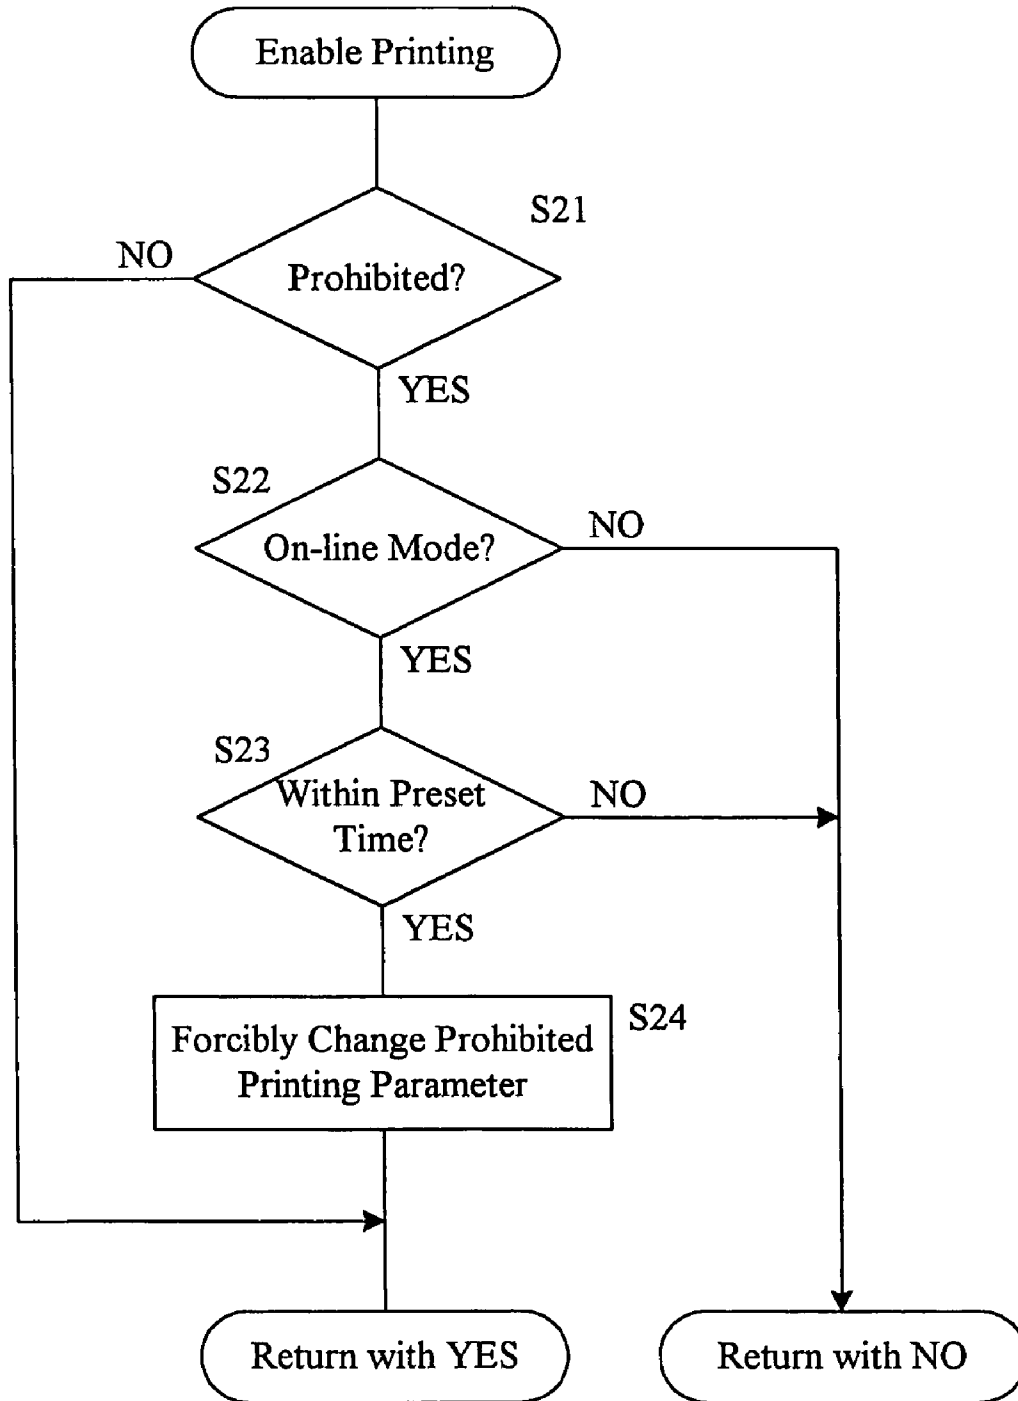 Enable Printing
S21
NO
Prohibited?
YES
S22
NO
On-line Mode?
YES
S23
Within Preset
Time?
NO
YES
S24
Forcibly Change Prohibited
Printing Parameter
Return with YES
Return with NO